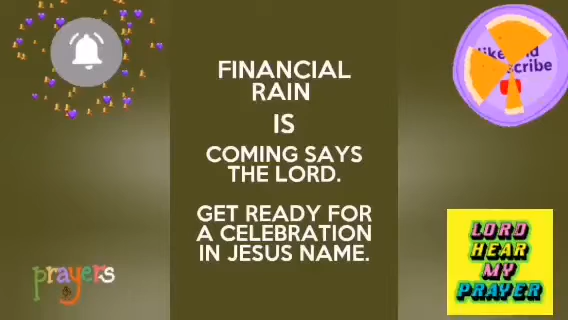 FINANCIAL
RAIN
IS
COMING SAYS
THE LORD.
GET READY FOR
A CELEBRATION
IN JESUS NAME.
prayers
LORD
HEAR
MY
PRAYER